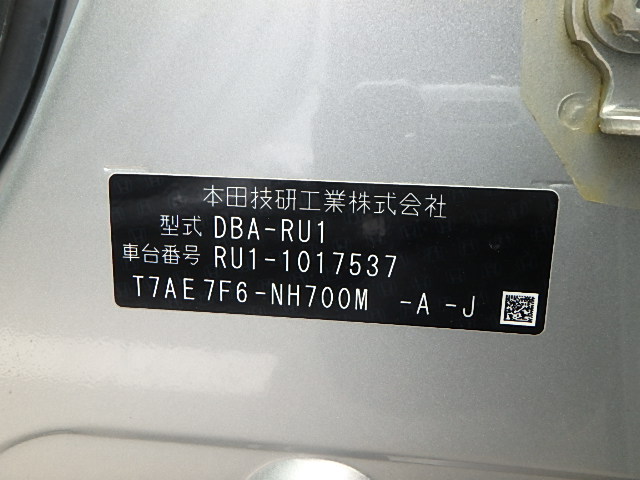 本田技研工業株式会社
型式 DBA-RU1
車台番号 RU1-1017537
T7AE7F6-NH700M -A -J